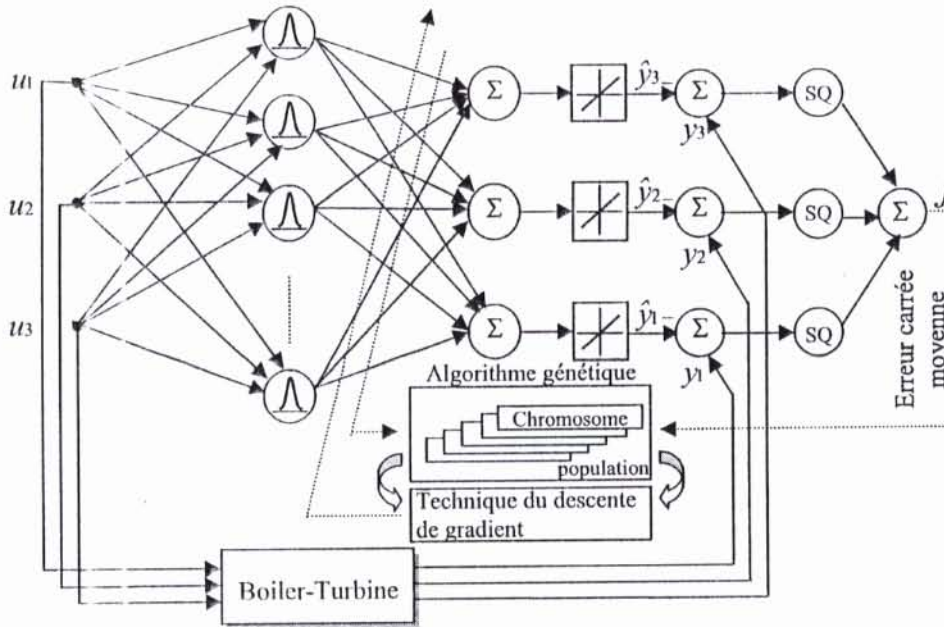 u1
u2
u3
Σ
Σ
Σ
ŷ3
ŷ2
ŷ1
–
–
–
Σ
Σ
Σ
y3
y2
y1
SQ
SQ
SQ
Σ
J
Erreur carrée
movenne
Algorithme génétique
Chromosome
population
Technique du descente
de gradient
Boiler-Turbine